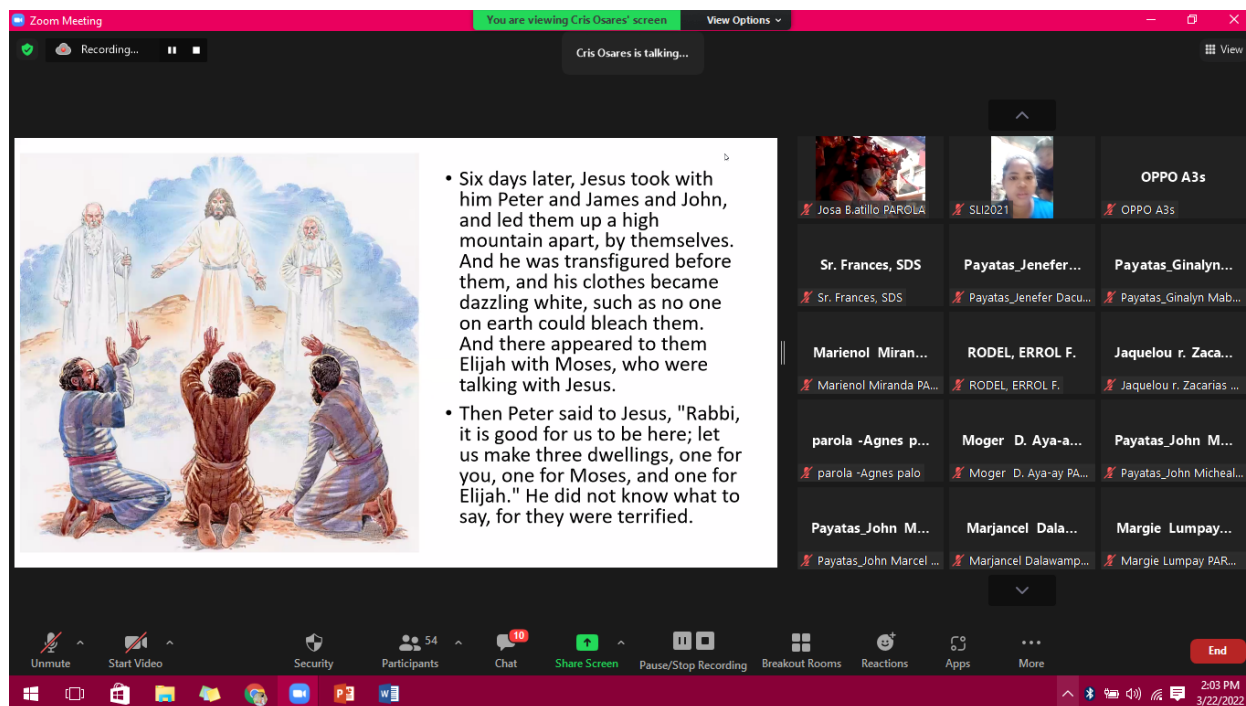 Zoom Meeting
You are viewing Cris Osares' screen
View Options
Recording...
Cris Osares is talking...
View
• Six days later, Jesus took with
him Peter and James and John,
and led them up a high
mountain apart, by themselves.
And he was transfigured before
them, and his clothes became
dazzling white, such as no one
on earth could bleach them.
And there appeared to them
Elijah with Moses, who were
talking with Jesus.
• Then Peter said to Jesus, "Rabbi,
it is good for us to be here; let
us make three dwellings, one for
you, one for Moses, and one for
Elijah." He did not know what to
say, for they were terrified.
Josa B.atillo PAROLA
SLI2021
OPPO A3s
OPPO A3s
Sr. Frances, SDS
Payatas_Jenefer...
Payatas_Ginalyn...
Sr. Frances, SDS
Payatas_Jenefer Dacu...
Payatas_Ginalyn Mab...
Marienol Miran...
RODEL, ERROL F.
Jaquelou r. Zaca...
Marienol Miranda PA...
RODEL, ERROL F.
Jaquelou r. Zacarias ...
parola -Agnes p...
Moger D. Aya-a...
Payatas_John M...
parola -Agnes palo
Moger D. Aya-ay PA...
Payatas_John Micheal...
Payatas_John M...
Marjancel Dala...
Margie Lumpay...
Payatas_John Marcel ...
Marjancel Dalawamp...
Margie Lumpay PAR...
Unmute
Start Video
Security
54
Participants
10
Chat
Share Screen
Pause/Stop Recording
Breakout Rooms
Reactions
Apps
More
End
2:03 PM
3/22/2022